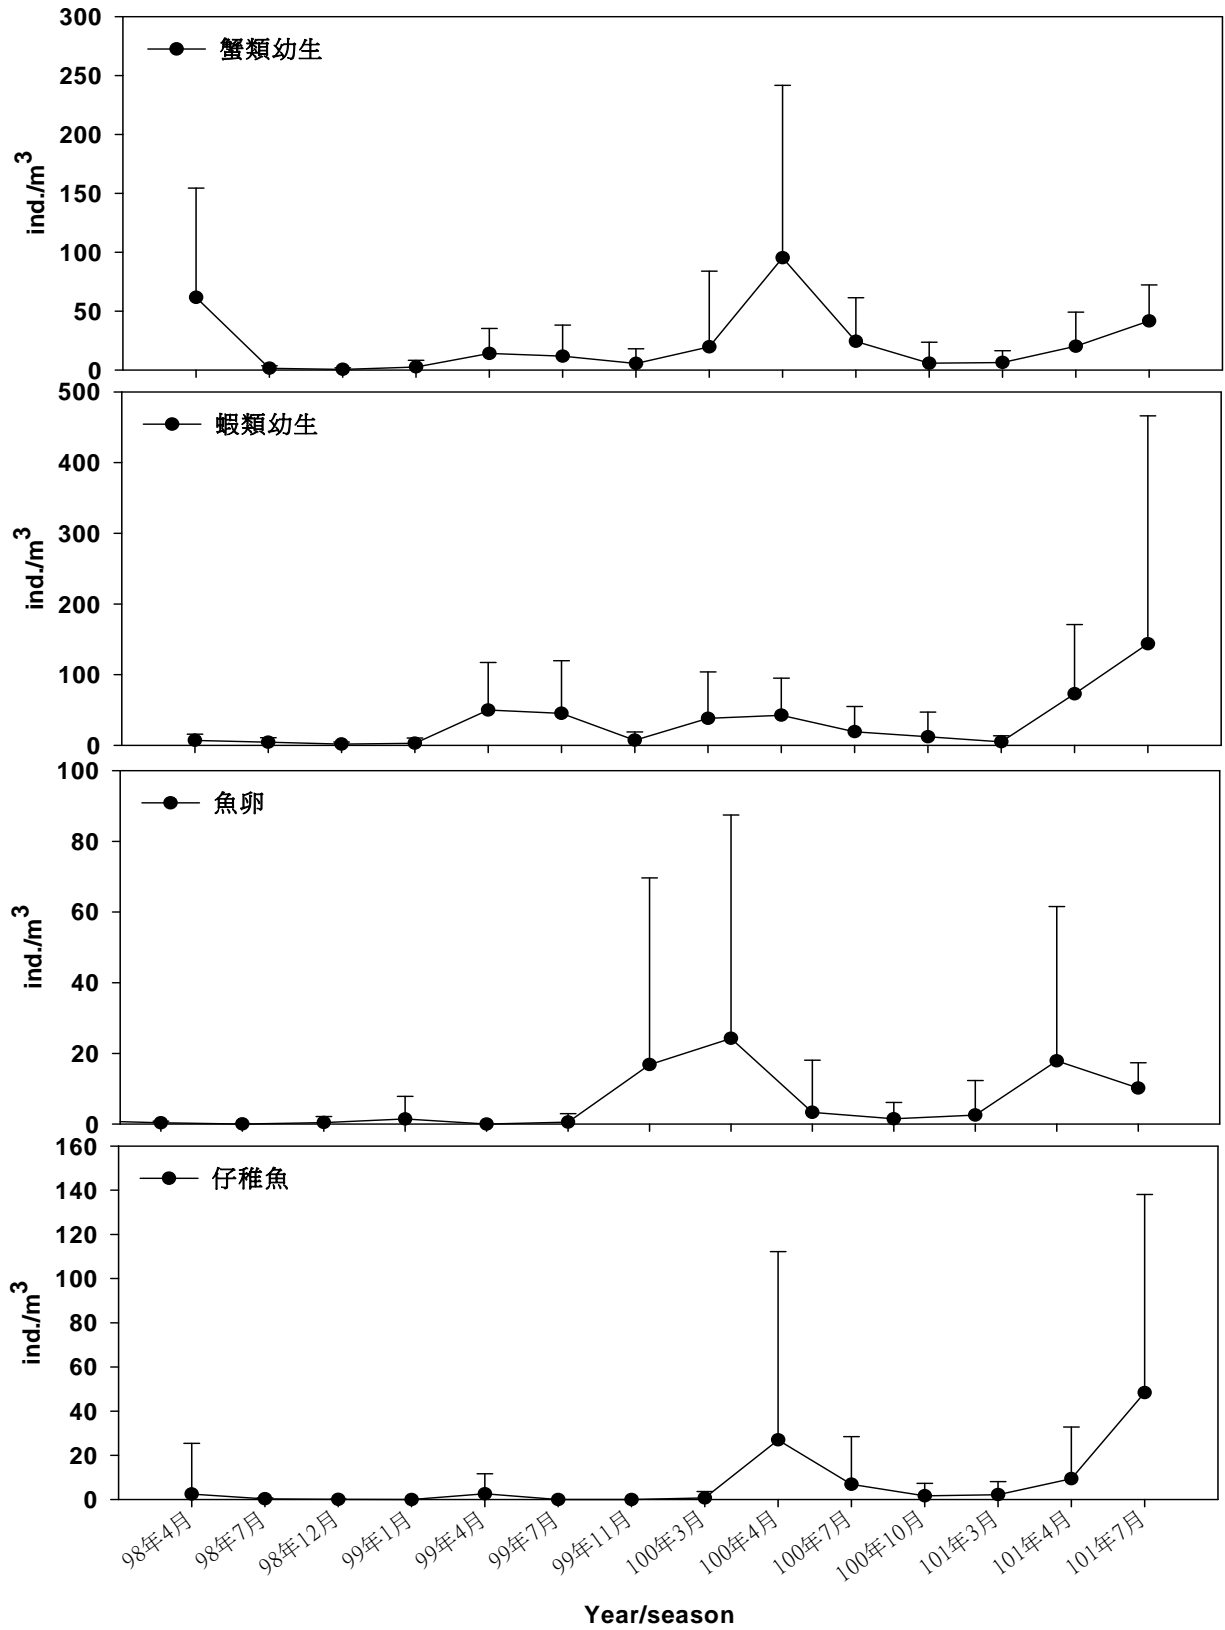 300
蟹類幼生
250
200
150
100
50
0
ind./m3
500
蝦類幼生
400
300
200
100
0
ind./m3
100
魚卵
80
60
40
20
0
ind./m3
160
仔稚魚
140
120
100
80
60
40
20
0
ind./m3
98年4月
98年7月
98年12月
99年1月
99年4月
99年7月
99年11月
100年3月
100年4月
100年7月
100年10月
101年3月
101年4月
101年7月
Year/season